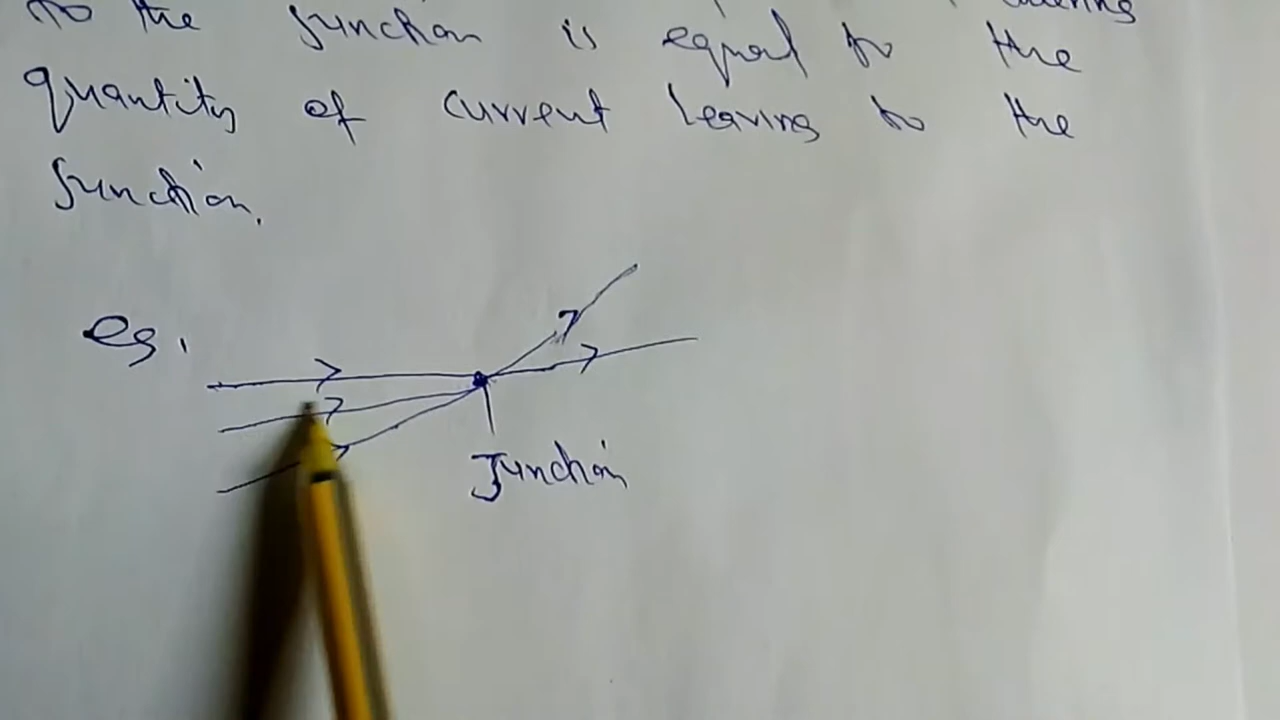 to the junction is equal to the
quantity of current leaving to the
junction.
eg.
Junction